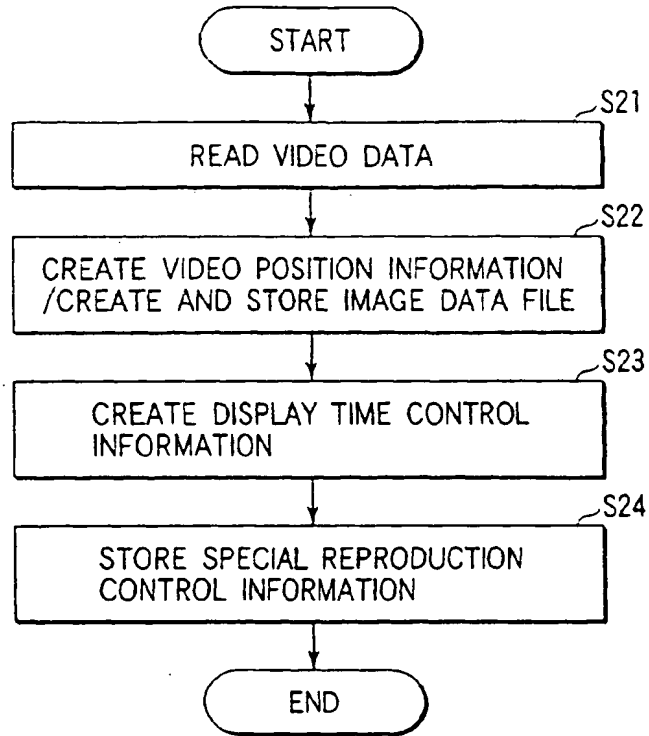 START
S21
READ VIDEO DATA
S22
CREATE VIDEO POSITION INFORMATION
/CREATE AND STORE IMAGE DATA FILE
S23
CREATE DISPLAY TIME CONTROL
INFORMATION
S24
STORE SPECIAL REPRODUCTION
CONTROL INFORMATION
END